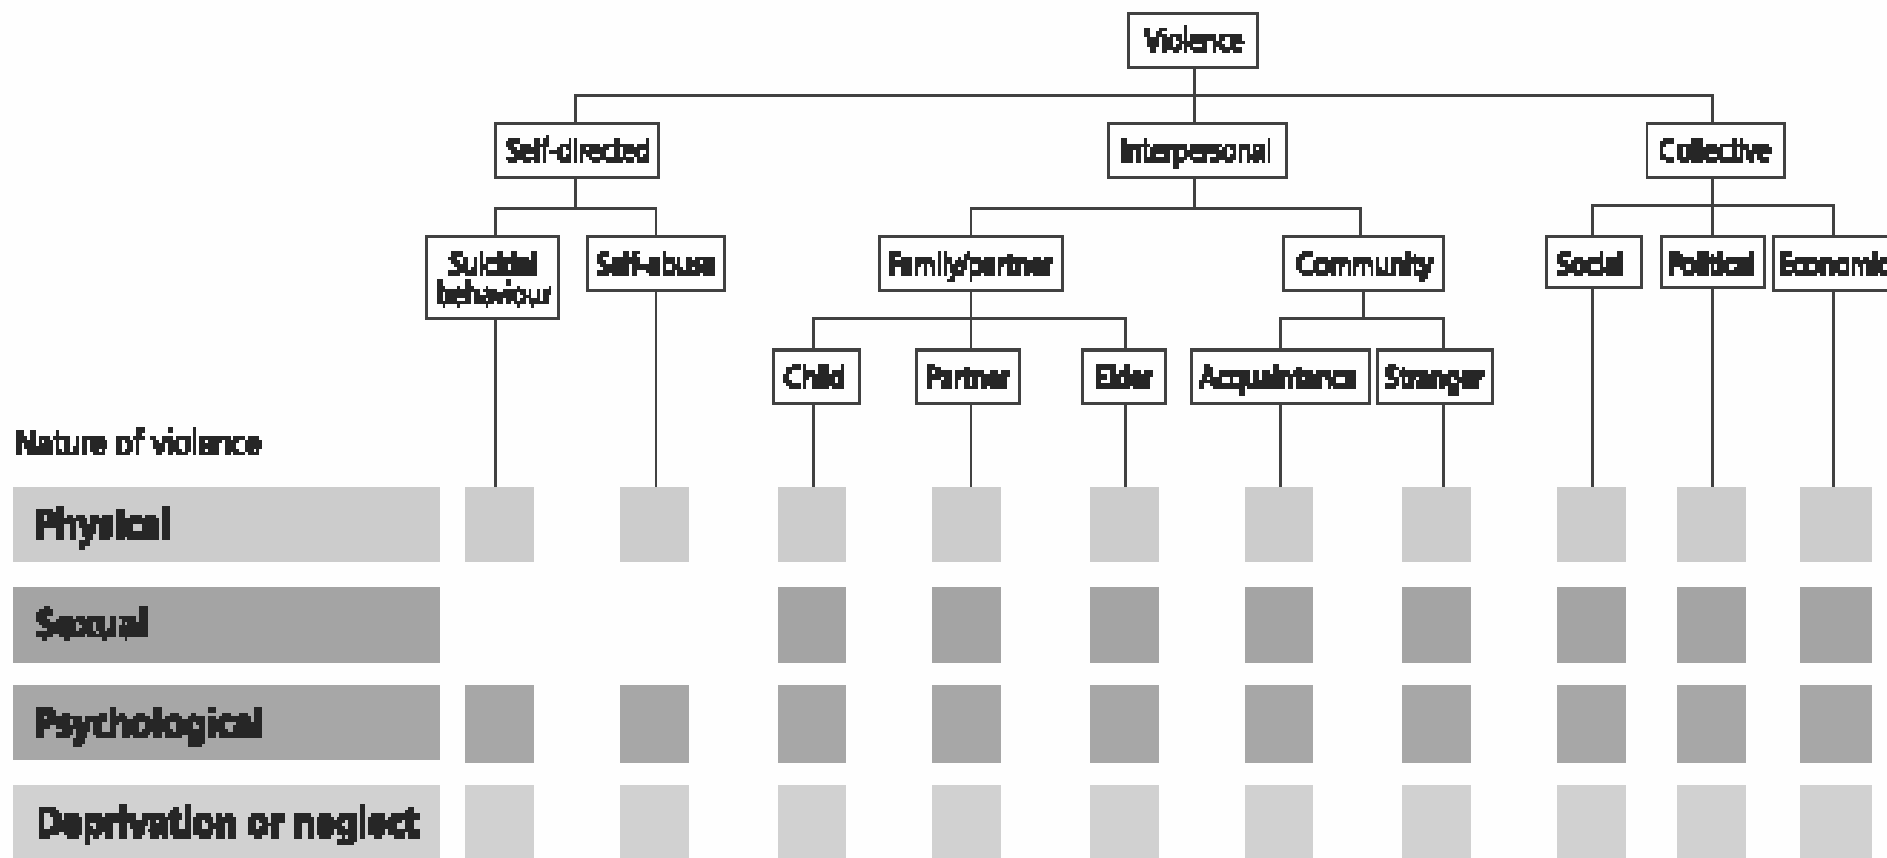 Violence
Self-directed
Interpersonal
Collective
Suicidal
behaviour
Self-abuse
Family/partner
Community
Social
Political
Economic
Child
Partner
Elder
Acquaintance
Stranger
Nature of violence
Physical
Sexual
Psychological
Deprivation or neglect